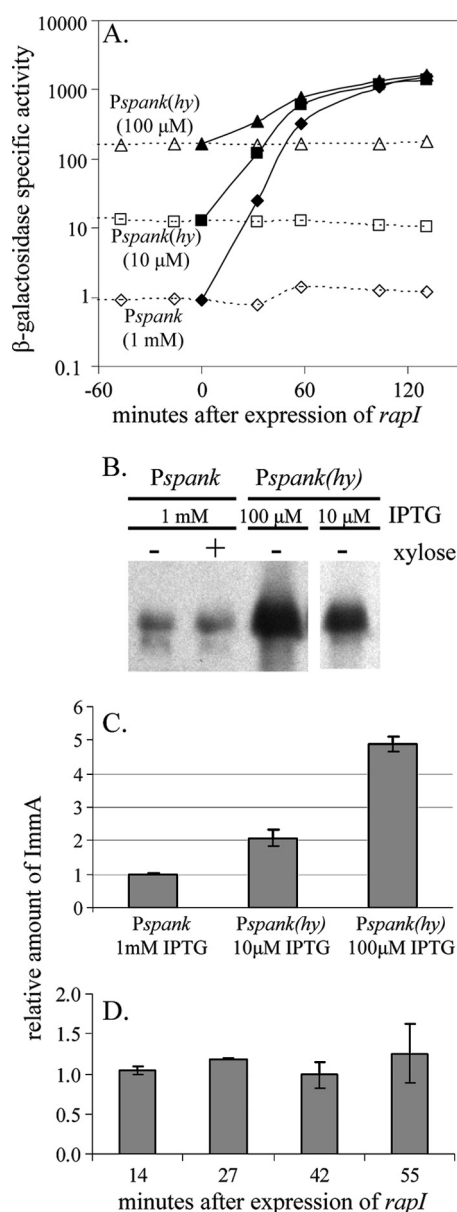 A.
β-galactosidase specific activity
10000
1000
100
10
1
0.1
Pspank(hy)
(100 μM)
Pspank(hy)
(10 μM)
Pspank
(1 mM)
-60
0
60
120
minutes after expression of rapI
B.
Pspank Pspank(hy)
1 mM 100 μM 10 μM IPTG
- + - - xylose
relative amount of ImmA
C.
6
5
4
3
2
1
0
Pspank Pspank(hy) Pspank(hy)
1mM IPTG 10μM IPTG 100μM IPTG
D.
2.0
1.5
1.0
0.5
0.0
14 27 42 55
minutes after expression of rapI